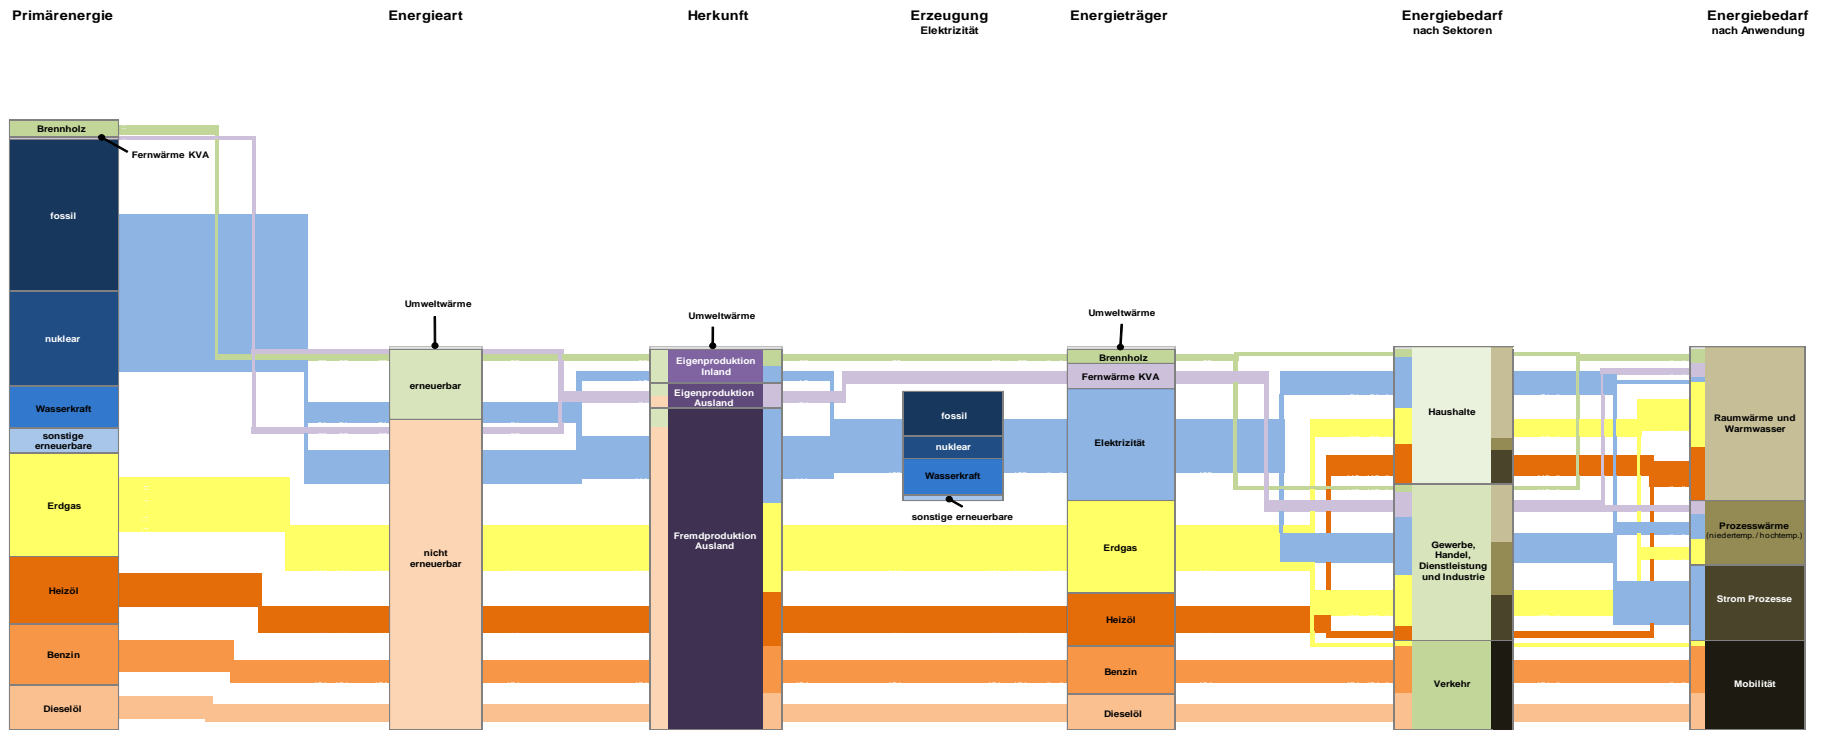 Primärenergie
Energieart
Herkunft
Erzeugung
Elektrizität
Energieträger
Energiebedarf
nach Sektoren
Energiebedarf
nach Anwendung
Brennholz
Fernwärme KVA
fossil
nuklear
Wasserkraft
sonstige
erneuerbare
Erdgas
Heizöl
Benzin
Dieselöl
Umweltwärme
erneuerbar
nicht
erneuerbar
Umweltwärme
Eigenproduktion
Inland
Eigenproduktion
Ausland
Fremdproduktion
Ausland
fossil
nuklear
Wasserkraft
sonstige erneuerbare
Umweltwärme
Brennholz
Fernwärme KVA
Elektrizität
Erdgas
Heizöl
Benzin
Dieselöl
Haushalte
Gewerbe,
Handel,
Dienstleistung
und Industrie
Verkehr
Raumwärme und
Warmwasser
Prozesswärme
(niedertemp./ hochtemp.)
Strom Prozesse
Mobilität